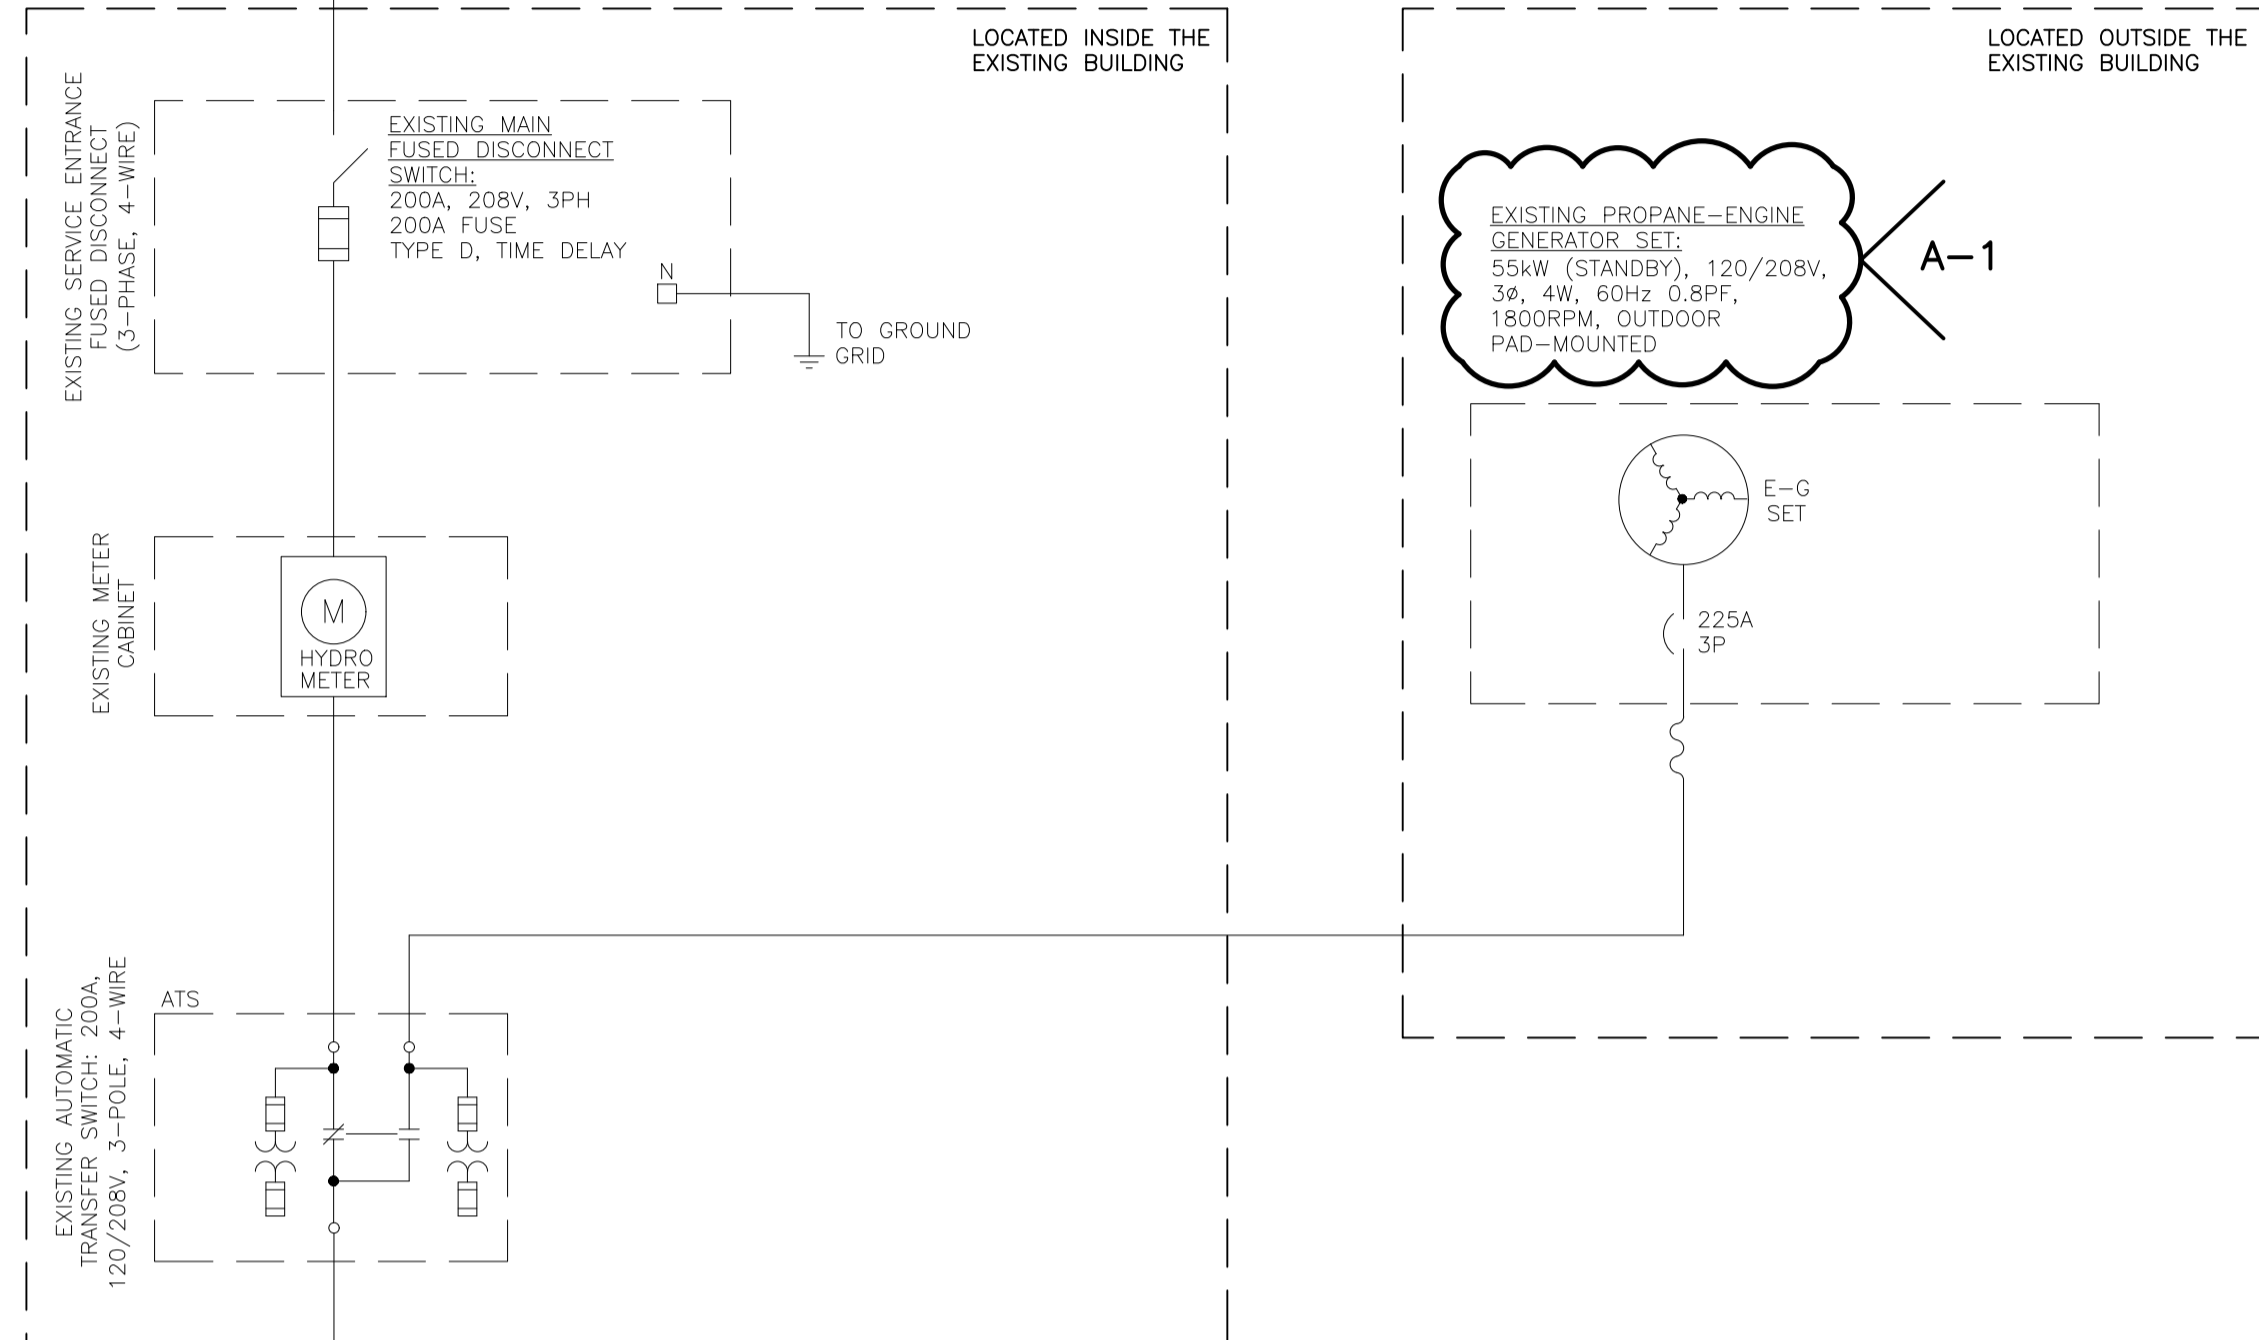 LOCATED INSIDE THE
EXISTING BUILDING
LOCATED OUTSIDE THE
EXISTING BUILDING
EXISTING SERVICE ENTRANCE
FUSED DISCONNECT
(3-PHASE, 4-WIRE)
EXISTING MAIN
FUSED DISCONNECT
SWITCH:
200A, 208V, 3PH
200A FUSE
TYPE D, TIME DELAY
N
TO GROUND
GRID
EXISTING PROPANE-ENGINE
GENERATOR SET:
55kW (STANDBY), 120/208V,
3ø, 4W, 60Hz 0.8PF,
1800RPM, OUTDOOR
PAD-MOUNTED
A-1
E-G
SET
225A
3P
EXISTING METER
CABINET
M
HYDRO
METER
EXISTING AUTOMATIC
TRANSFER SWITCH: 200A,
120/208V, 3-POLE, 4-WIRE
ATS